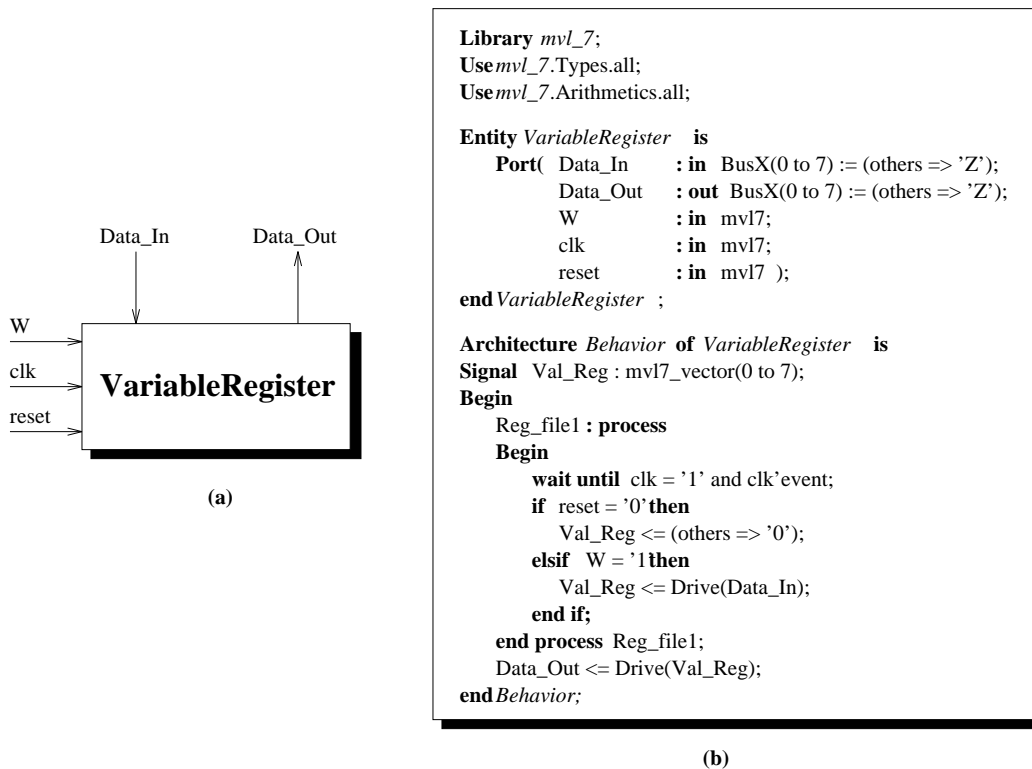 Data_In Data_Out
W
clk
reset
VariableRegister
(a)
Library mvl_7;
Use mvl_7.Types.all;
Use mvl_7.Arithmetics.all;
Entity VariableRegister is
Port( Data_In : in BusX(0 to 7) := (others => 'Z');
Data_Out : out BusX(0 to 7) := (others => 'Z');
W : in mvl7;
clk : in mvl7;
reset : in mvl7 );
end VariableRegister ;
Architecture Behavior of VariableRegister is
Signal Val_Reg : mvl7_vector(0 to 7);
Begin
Reg_file1 : process
Begin
wait until clk = '1' and clk'event;
if reset = '0' then
Val_Reg <= (others => '0');
elsif W = '1' then
Val_Reg <= Drive(Data_In);
end if;
end process Reg_file1;
Data_Out <= Drive(Val_Reg);
end Behavior;
(b)